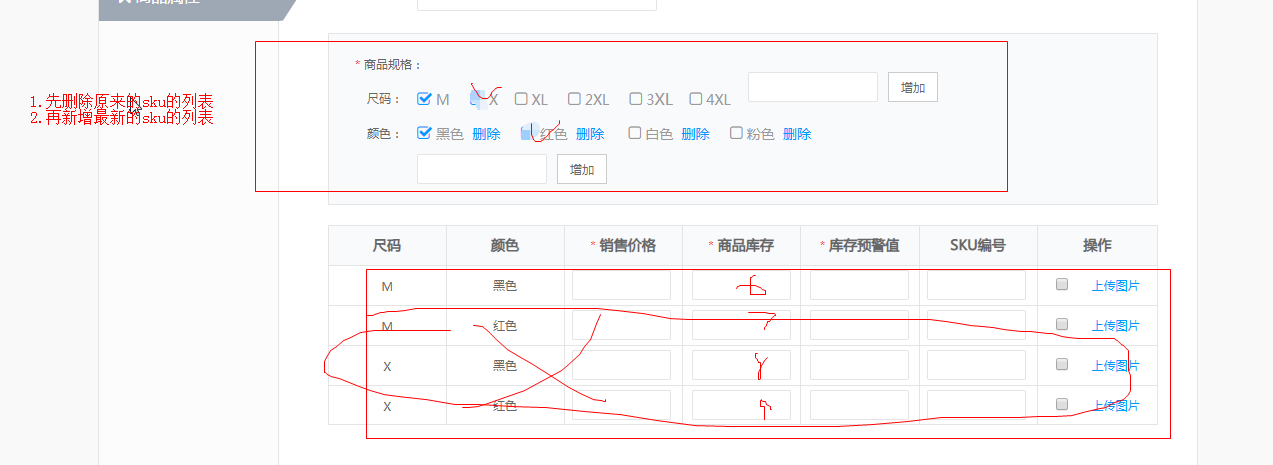 商品属性
* 商品规格：
尺码： M X XL 2XL 3XL 4XL 增加
1.先删除原来的sku的列表
2.再新增最新的sku的列表
颜色： 黑色 删除 红色 删除 白色 删除 粉色 删除
增加
尺码 颜色 * 销售价格 * 商品库存 * 库存预警值 SKU编号 操作
M 黑色 上传图片
M 红色 上传图片
X 黑色 上传图片
X 红色 上传图片